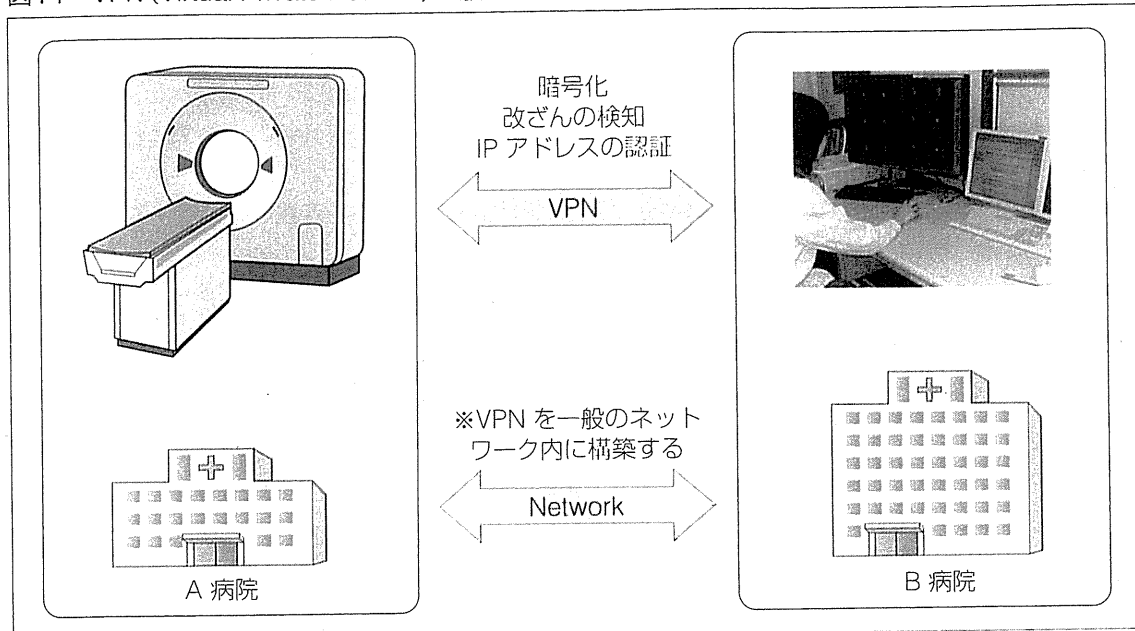 暗号化
改ざんの検知
IP アドレスの認証
VPN
※VPN を一般のネット
ワーク内に構築する
Network
A 病院
B 病院